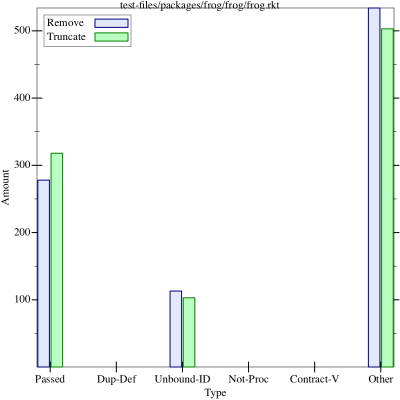 test-files/packages/frog/frog/frog.rkt
Remove
Truncate
500
400
300
200
100
Amount
Passed Dup-Def Unbound-ID Not-Proc Contract-V Other
Type